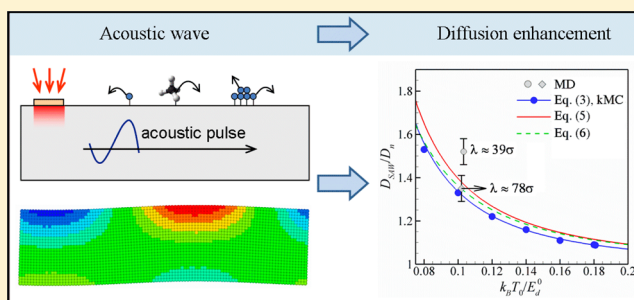 Acoustic wave
Diffusion enhancement
acoustic pulse
D_SAW/D_n
1.8
1.6
1.4
1.2
MD
Eq. (3), kMC
Eq. (5)
Eq. (6)
λ ≈ 39σ
λ ≈ 78σ
0.08
0.1
0.12
0.14
0.16
0.18
0.2
k_BT_0/E_d^0